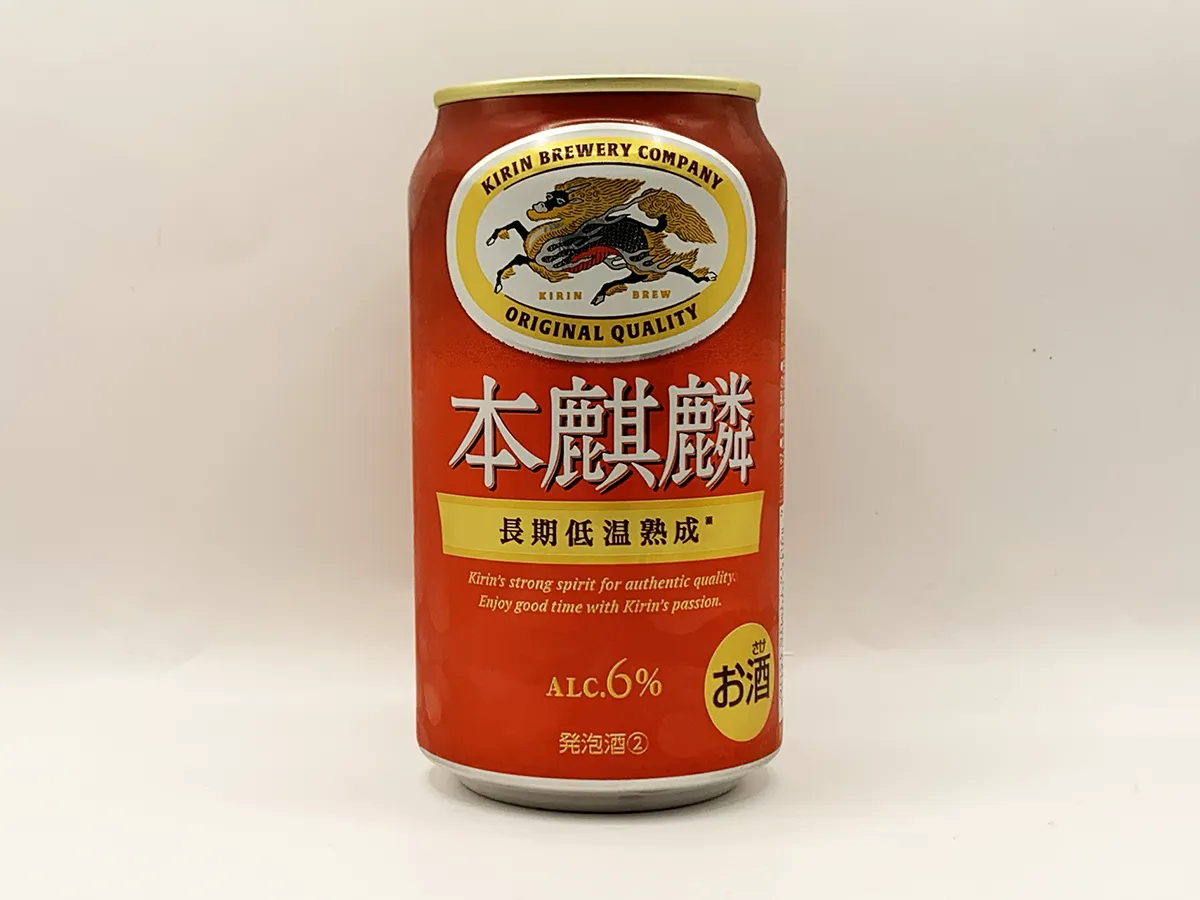 KIRIN BREWERY COMPANY
KIRIN BREW
ORIGINAL QUALITY
本麒麟
長期低温熟成※
Kirin's strong spirit for authentic quality.
Enjoy good time with Kirin's passion.
ALC.6%
さけ
お酒
発泡酒②